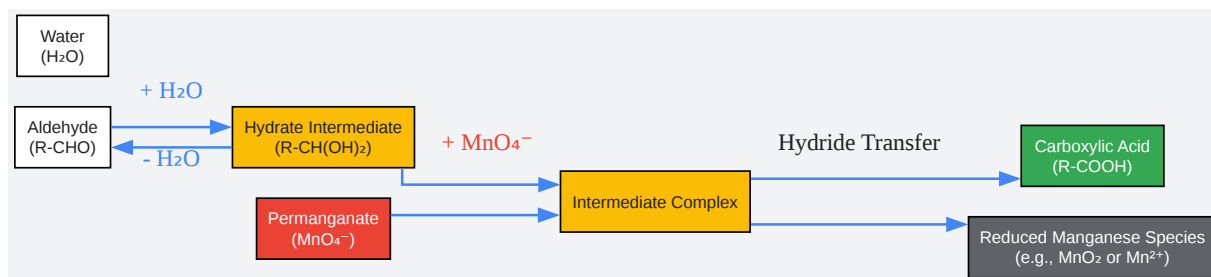 Water
(H₂O)
+ H₂O
Aldehyde
(R-CHO)
- H₂O
Hydrate Intermediate
(R-CH(OH)₂)
+ MnO₄⁻
Permanganate
(MnO₄⁻)
Intermediate Complex
Hydride Transfer
Carboxylic Acid
(R-COOH)
Reduced Manganese Species
(e.g., MnO₂ or Mn²⁺)